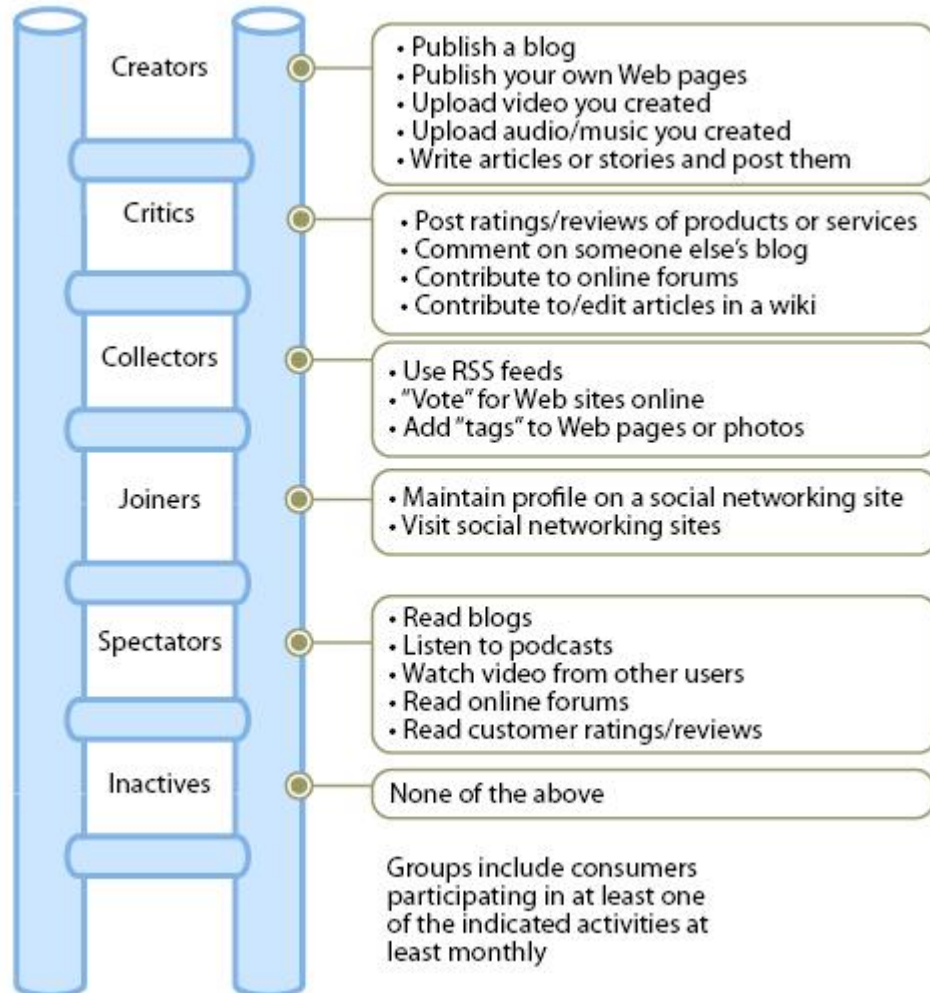 Creators
• Publish a blog
• Publish your own Web pages
• Upload video you created
• Upload audio/music you created
• Write articles or stories and post them
Critics
• Post ratings/reviews of products or services
• Comment on someone else's blog
• Contribute to online forums
• Contribute to/edit articles in a wiki
Collectors
• Use RSS feeds
• "Vote" for Web sites online
• Add "tags" to Web pages or photos
Joiners
• Maintain profile on a social networking site
• Visit social networking sites
Spectators
• Read blogs
• Listen to podcasts
• Watch video from other users
• Read online forums
• Read customer ratings/reviews
Inactives
None of the above
Groups include consumers
participating in at least one
of the indicated activities at
least monthly